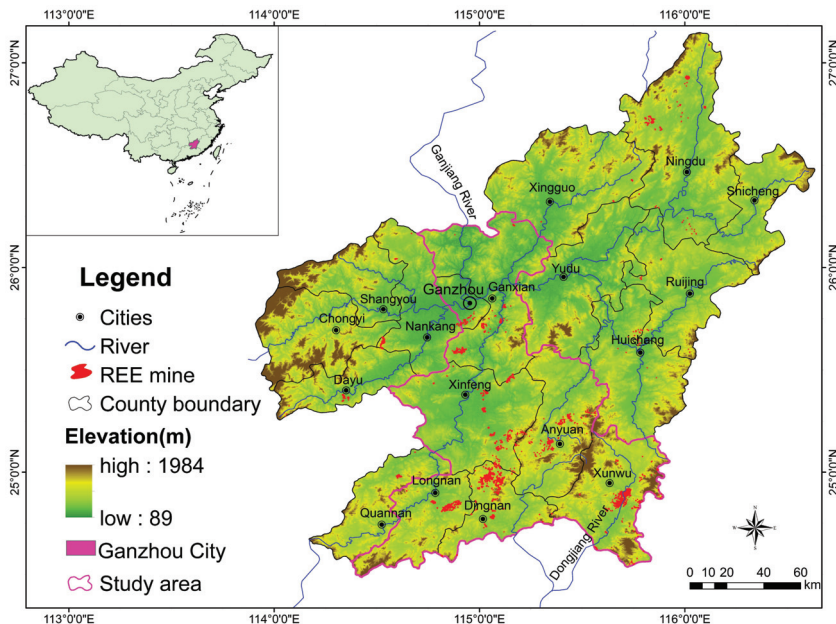 113°0'0"E
114°0'0"E
115°0'0"E
116°0'0"E
27°0'0"N
27°0'0"N
Ganjiang River
Ningdu
Xingguo
Shicheng
26°0'0"N
26°0'0"N
Legend
Cities
River
REE mine
County boundary
Elevation(m)
high : 1984
low : 89
Ganzhou City
Study area
Yudu
Ruijing
Ganzhou
Ganxian
Shangyou
Chongyi
Nankang
Huichang
Dayu
Xinfeng
Anyuan
25°0'0"N
25°0'0"N
Longnan
Xunwu
Quannan
Dingnan
Dongjiang River
N
W
E
S
0 10 20 40 60
km
113°0'0"E
114°0'0"E
115°0'0"E
116°0'0"E